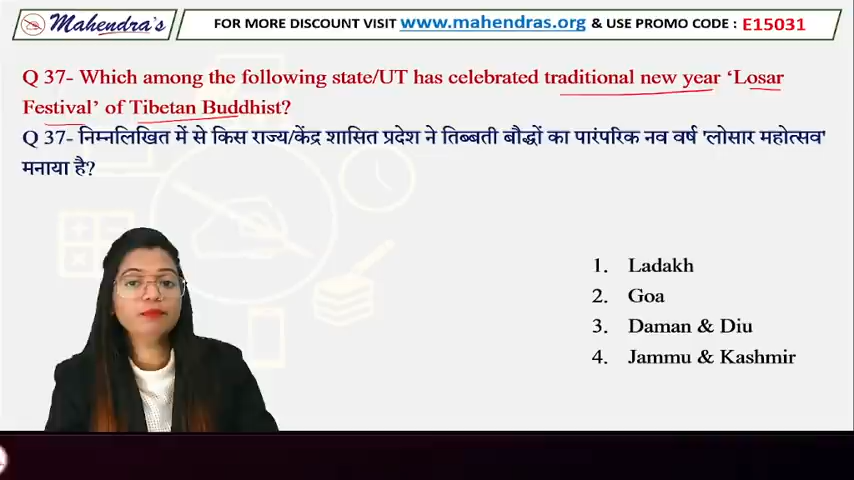 Mahendra's
FOR MORE DISCOUNT VISIT www.mahendras.org & USE PROMO CODE : E15031
Q 37- Which among the following state/UT has celebrated traditional new year ‘Losar
Festival’ of Tibetan Buddhist?
Q 37- निम्नलिखित में से किस राज्य/केंद्र शासित प्रदेश ने तिब्बती बौद्धों का पारंपरिक नव वर्ष 'लोसार महोत्सव'
मनाया है?
1. Ladakh
2. Goa
3. Daman & Diu
4. Jammu & Kashmir